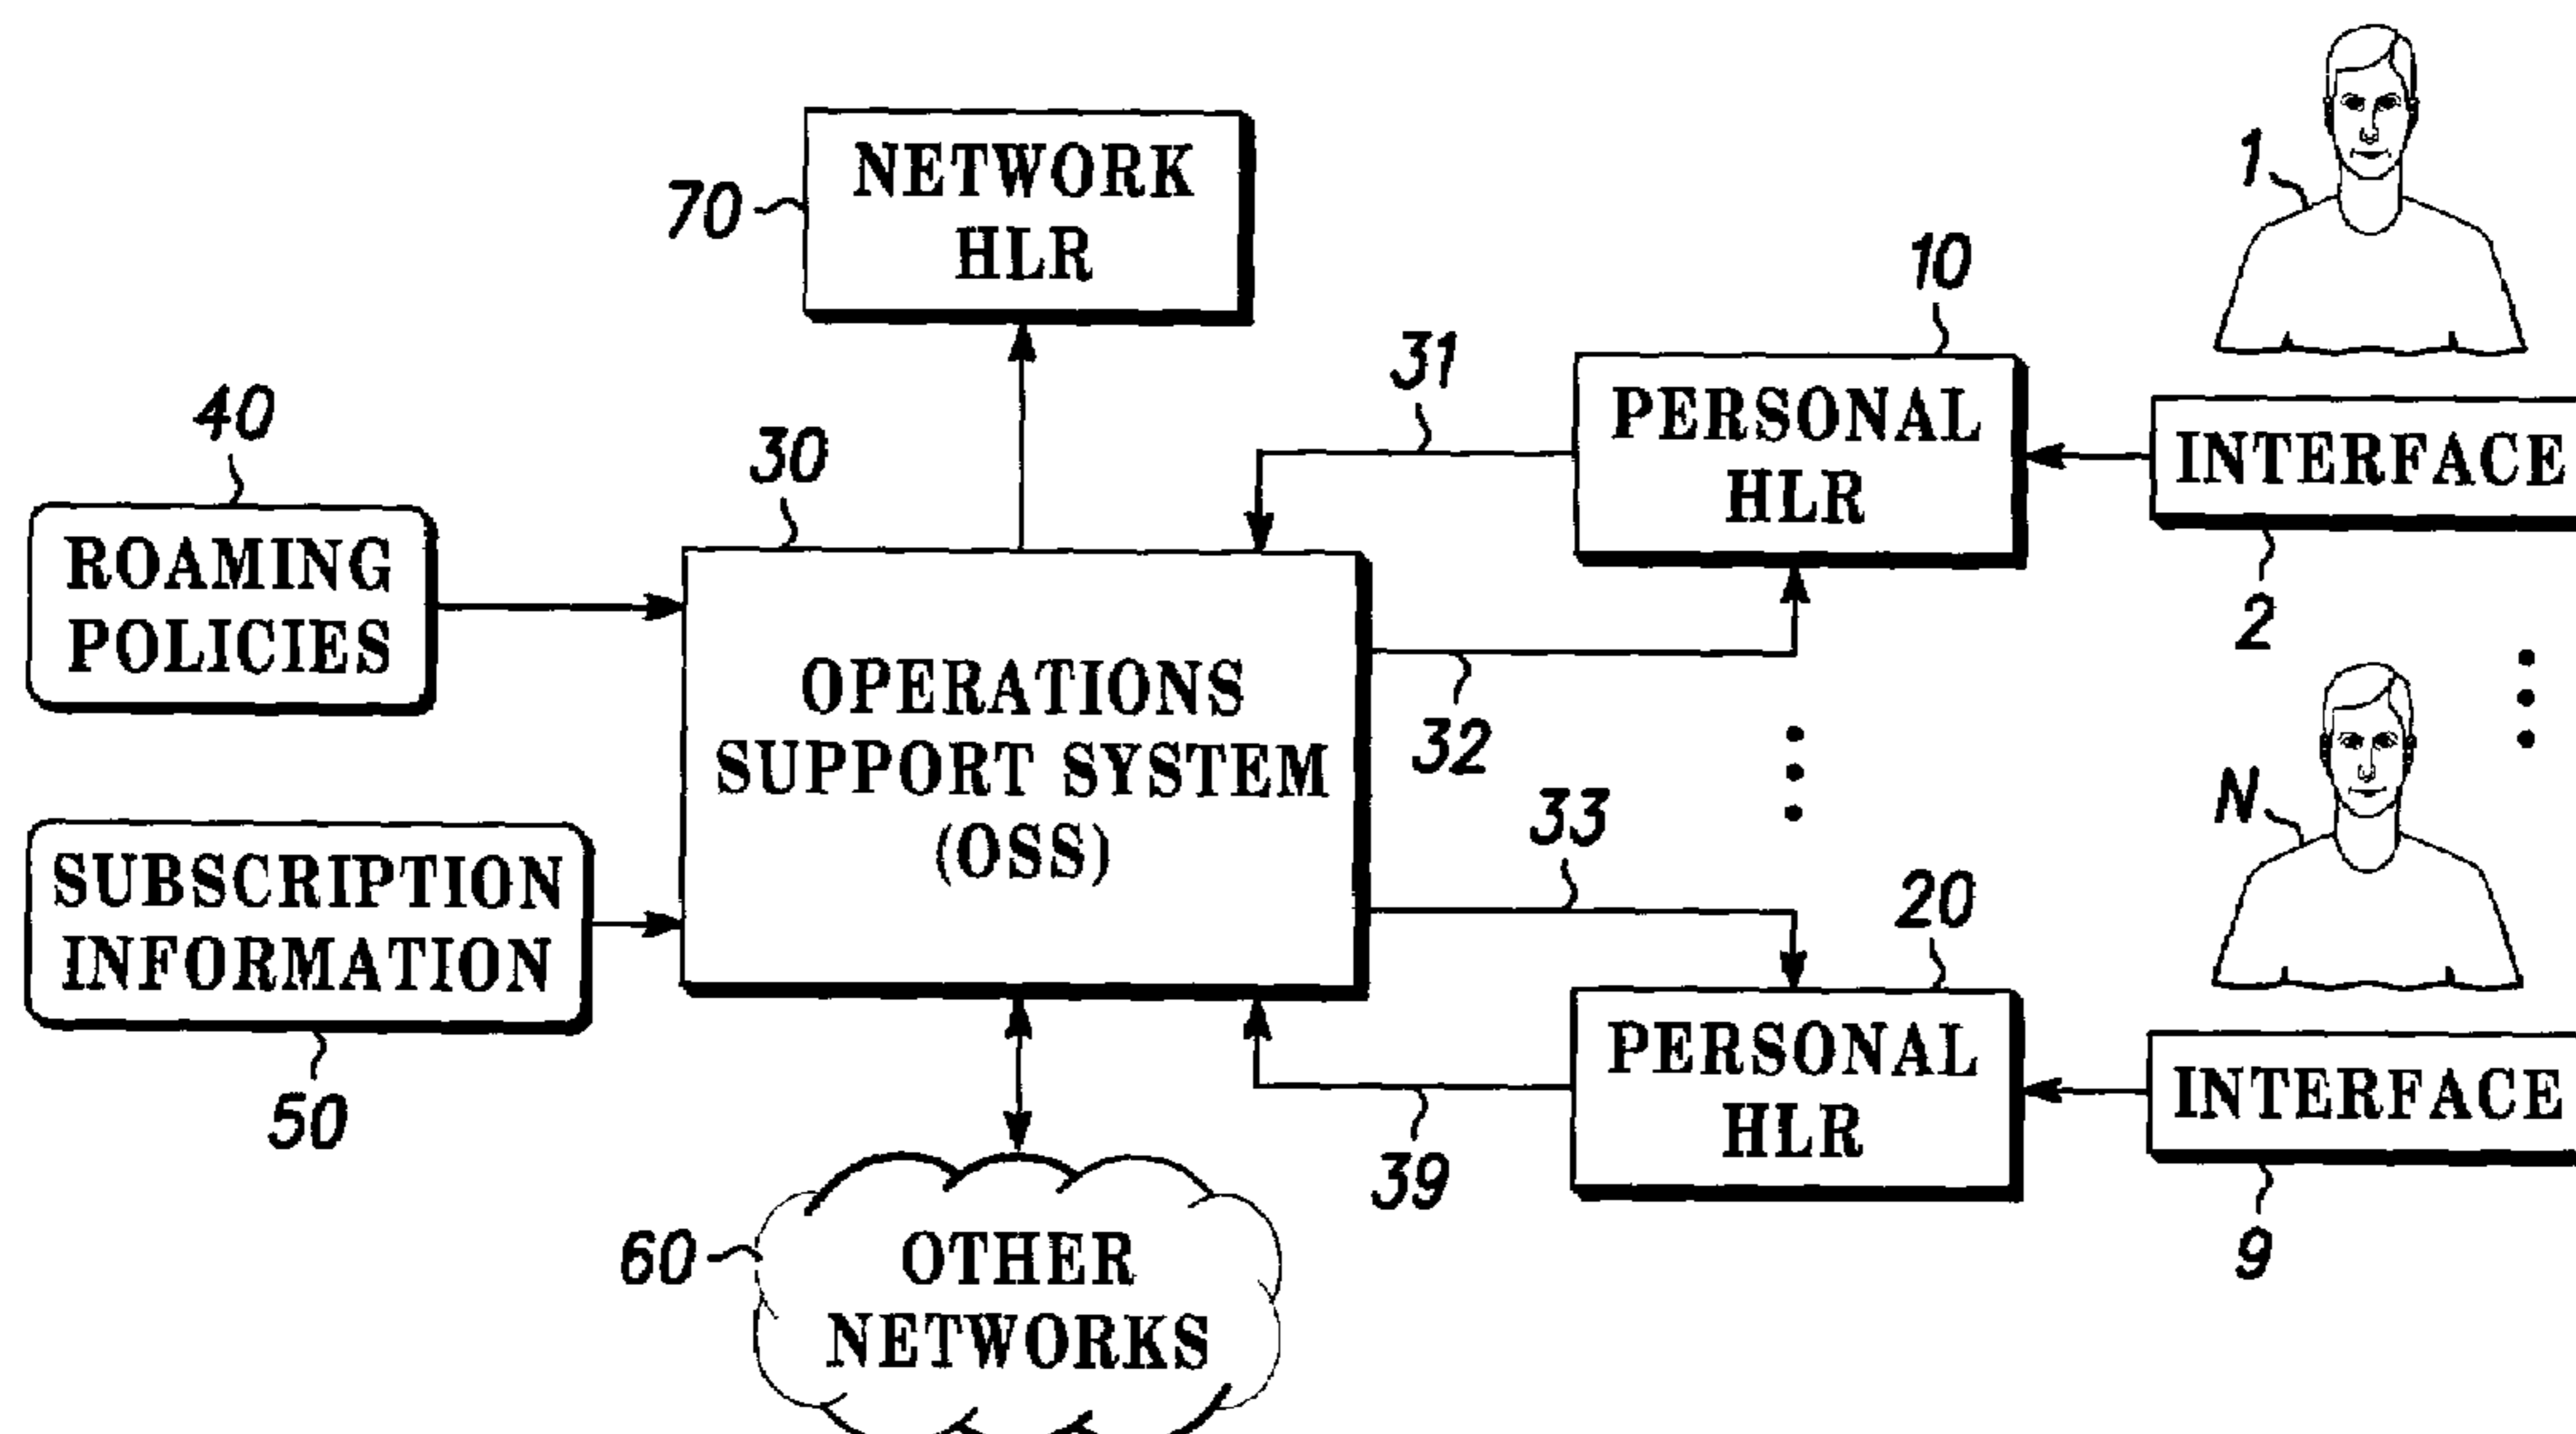 NETWORK
HLR
70
1
10
31
PERSONAL
HLR
INTERFACE
2
40
30
ROAMING
POLICIES
OPERATIONS
SUPPORT SYSTEM
(OSS)
32
33
N
20
SUBSCRIPTION
INFORMATION
50
PERSONAL
HLR
INTERFACE
39
9
60
OTHER
NETWORKS